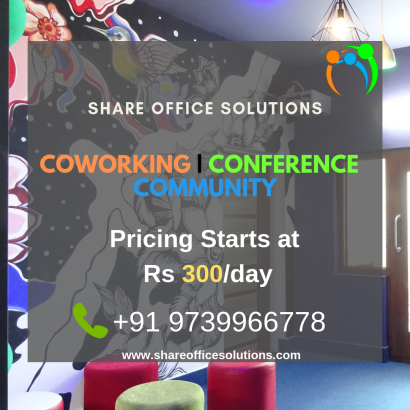 SHARE OFFICE SOLUTIONS
COWORKING | CONFERENCE
COMMUNITY
Pricing Starts at
Rs 300/day
+91 9739966778
www.shareofficesolutions.com